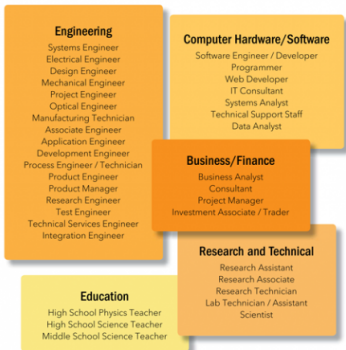 Engineering
Systems Engineer
Electrical Engineer
Design Engineer
Mechanical Engineer
Project Engineer
Optical Engineer
Manufacturing Technician
Associate Engineer
Application Engineer
Development Engineer
Process Engineer / Technician
Product Engineer
Product Manager
Research Engineer
Test Engineer
Technical Services Engineer
Integration Engineer
Computer Hardware/Software
Software Engineer / Developer
Programmer
Web Developer
IT Consultant
Systems Analyst
Technical Support Staff
Data Analyst
Business/Finance
Business Analyst
Consultant
Project Manager
Investment Associate / Trader
Research and Technical
Research Assistant
Research Associate
Research Technician
Lab Technician / Assistant
Scientist
Education
High School Physics Teacher
High School Science Teacher
Middle School Science Teacher